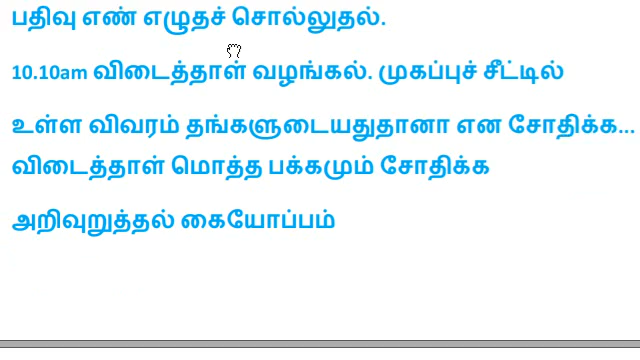 பதிவு எண் எழுதச் சொல்லுதல்.
10.10am விடைத்தாள் வழங்கல். முகப்புச் சீட்டில்
உள்ள விவரம் தங்களுடையதுதானா என சோதிக்க...
விடைத்தாள் மொத்த பக்கமும் சோதிக்க
அறிவுறுத்தல் கையோப்பம்